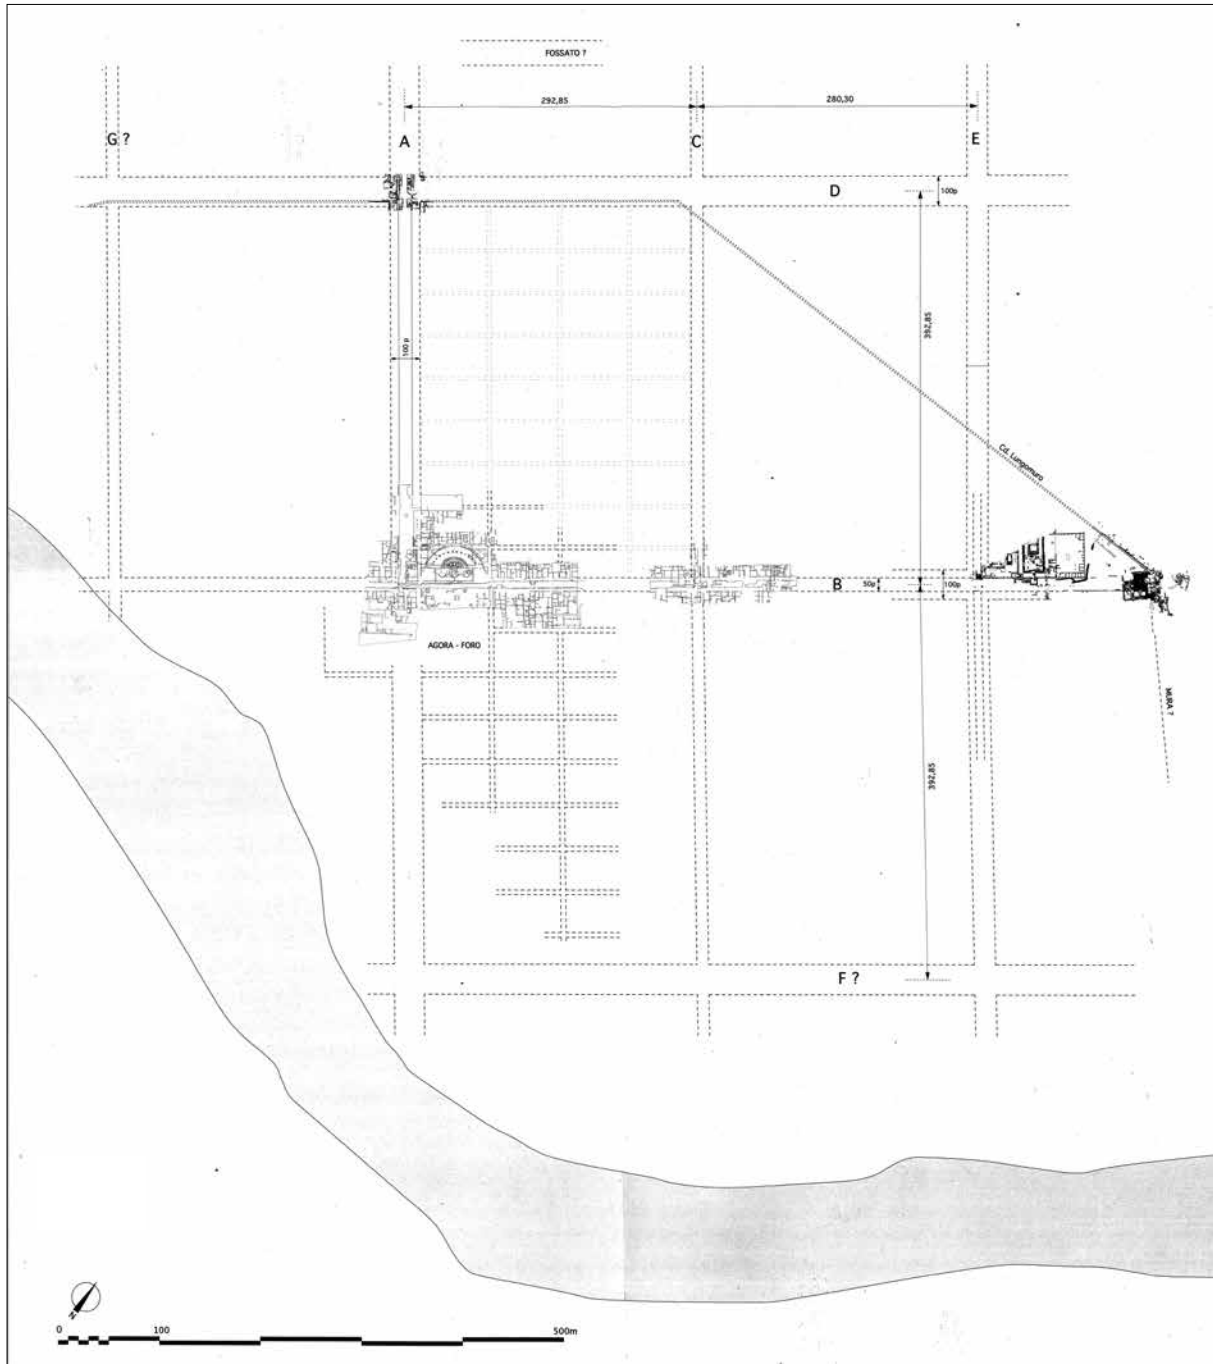 FOSSATO ?
292,85
280,30
G ?
A
C
E
D
100p
392,85
100 p
Cd. Lungomuro
50p
B
100p
AGORA - FORO
MURA ?
392,85
F ?
N
0
100
500m